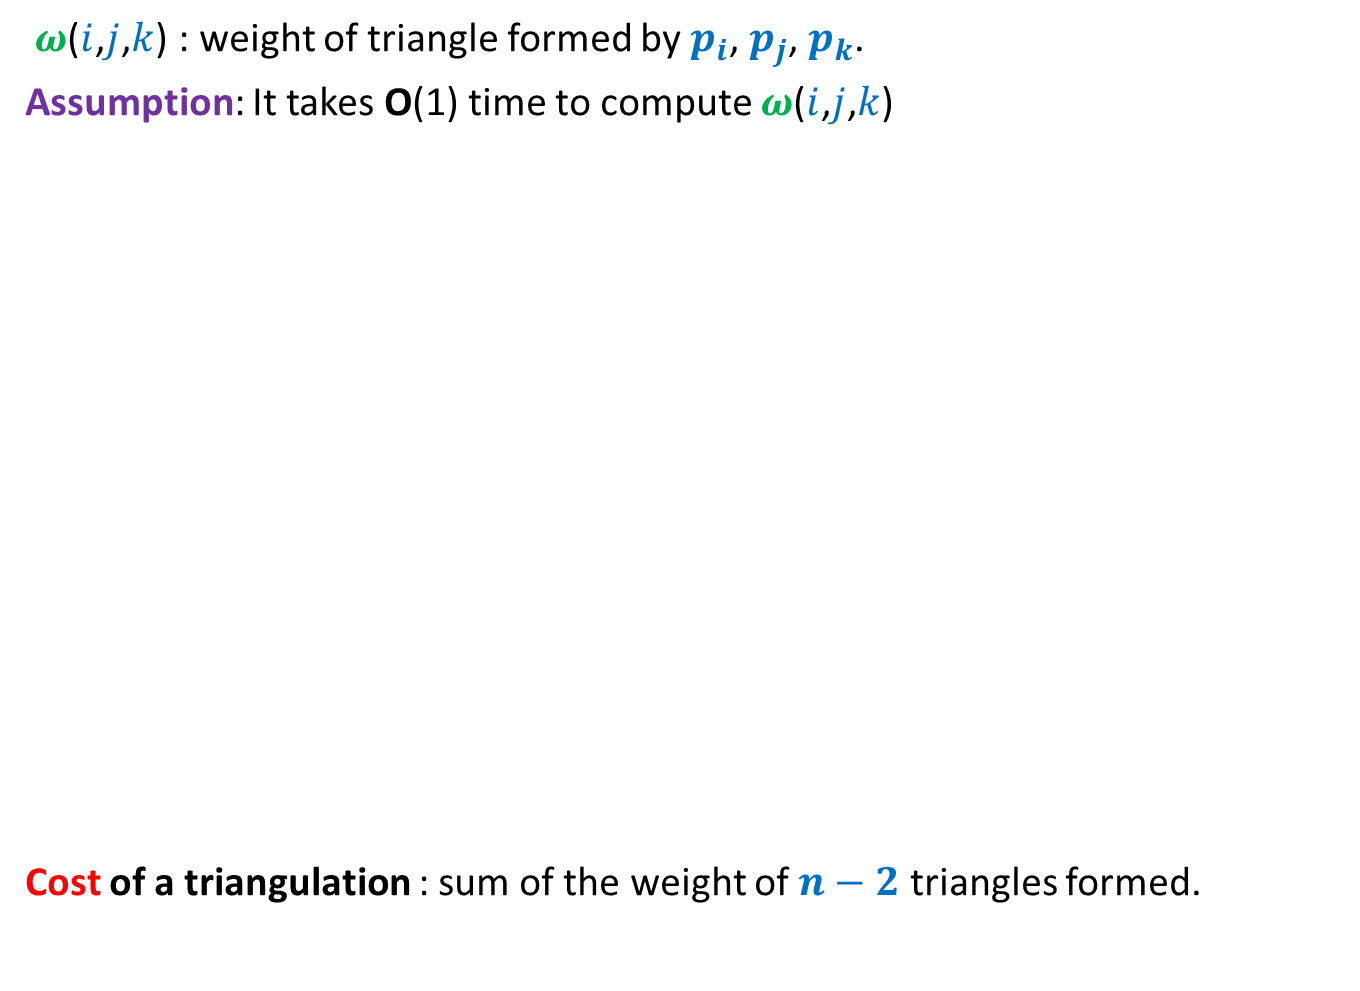 𝝎(𝑖,𝑗,𝑘) : weight of triangle formed by 𝒑𝒊, 𝒑𝒋, 𝒑𝒌.
Assumption: It takes O(1) time to compute 𝝎(𝑖,𝑗,𝑘)
Cost of a triangulation : sum of the weight of 𝒏 − 𝟐 triangles formed.